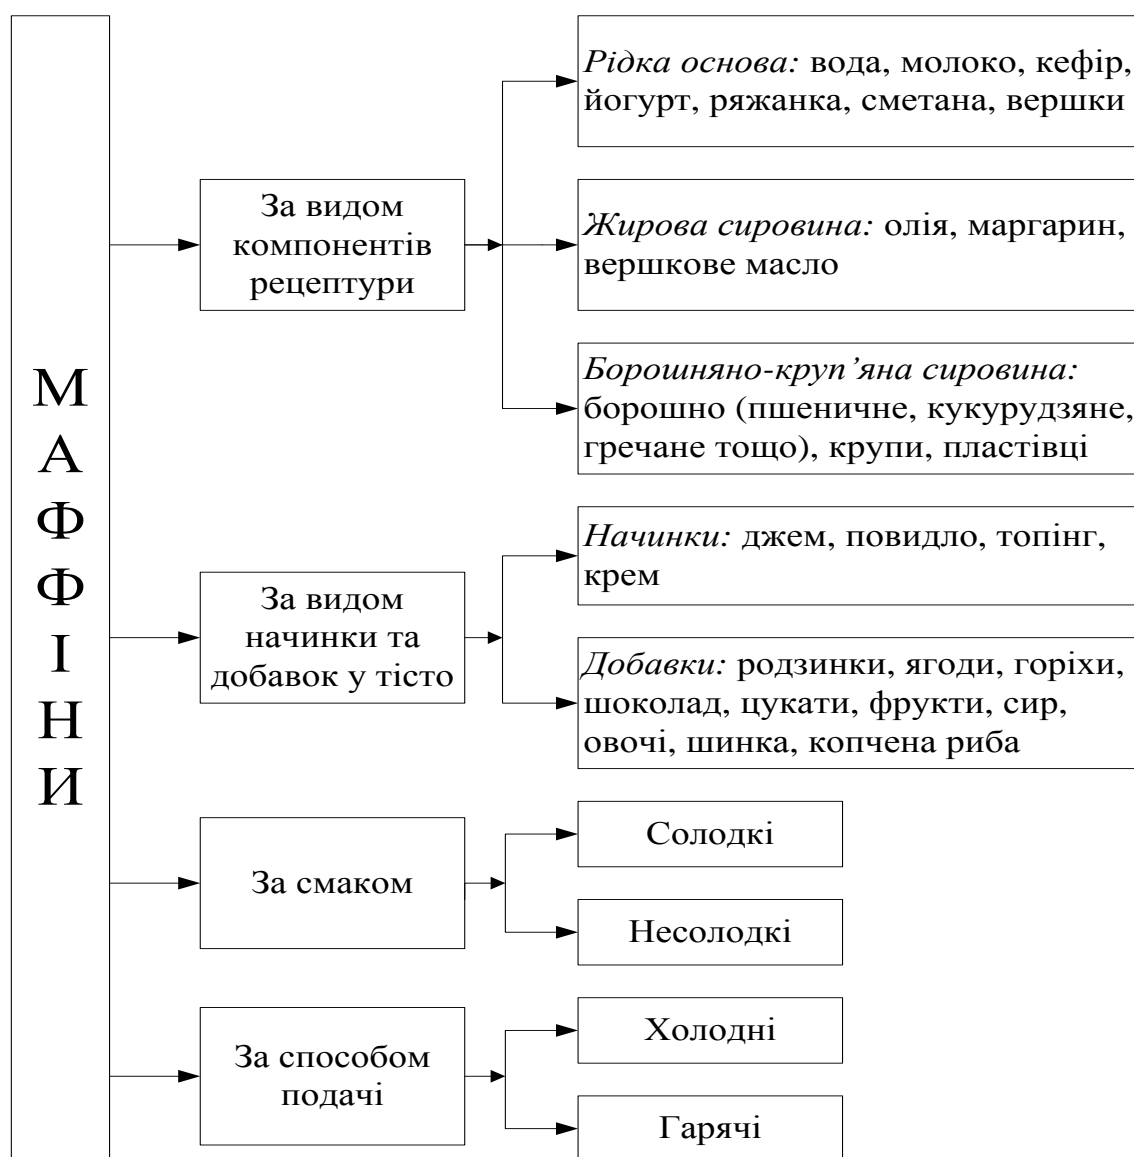 МАФФІНИ
За видом
компонентів
рецептури
Рідка основа: вода, молоко, кефір,
йогурт, ряжанка, сметана, вершки
Жирова сировина: олія, маргарин,
вершкове масло
Борошняно-круп’яна сировина:
борошно (пшеничне, кукурудзяне,
гречане тощо), крупи, пластівці
За видом
начинки та
добавок у тісто
Начинки: джем, повидло, топінг,
крем
Добавки: родзинки, ягоди, горіхи,
шоколад, цукати, фрукти, сир,
овочі, шинка, копчена риба
За смаком
Солодкі
Несолодкі
За способом
подачі
Холодні
Гарячі